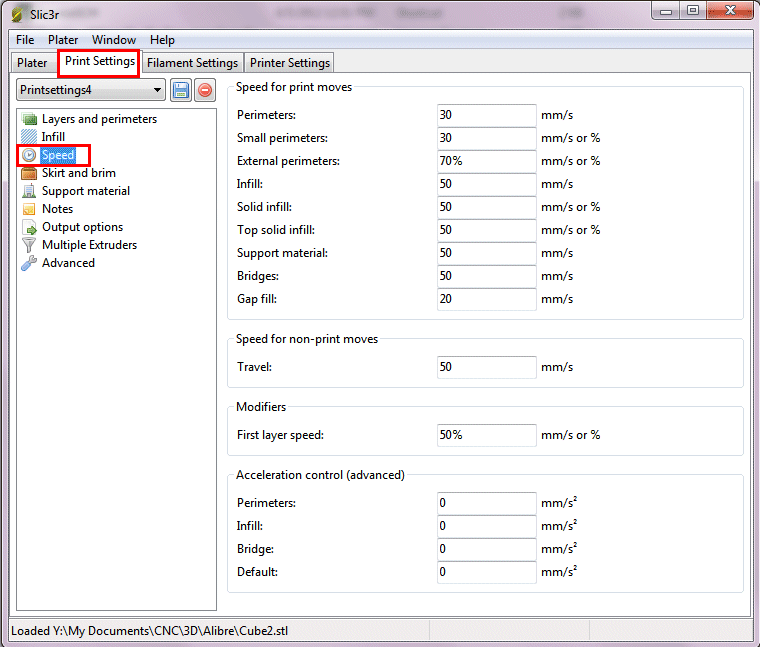 Slic3r
File Plater Window Help
Plater Print Settings Filament Settings Printer Settings
Printsettings4
Layers and perimeters
Infill
Speed
Skirt and brim
Support material
Notes
Output options
Multiple Extruders
Advanced
Speed for print moves
Perimeters: 30 mm/s
Small perimeters: 30 mm/s or %
External perimeters: 70% mm/s or %
Infill: 50 mm/s
Solid infill: 50 mm/s or %
Top solid infill: 50 mm/s or %
Support material: 50 mm/s
Bridges: 50 mm/s
Gap fill: 20 mm/s
Speed for non-print moves
Travel: 50 mm/s
Modifiers
First layer speed: 50% mm/s or %
Acceleration control (advanced)
Perimeters: 0 mm/s²
Infill: 0 mm/s²
Bridge: 0 mm/s²
Default: 0 mm/s²
Loaded Y:\My Documents\CNC\3D\Alibre\Cube2.stl